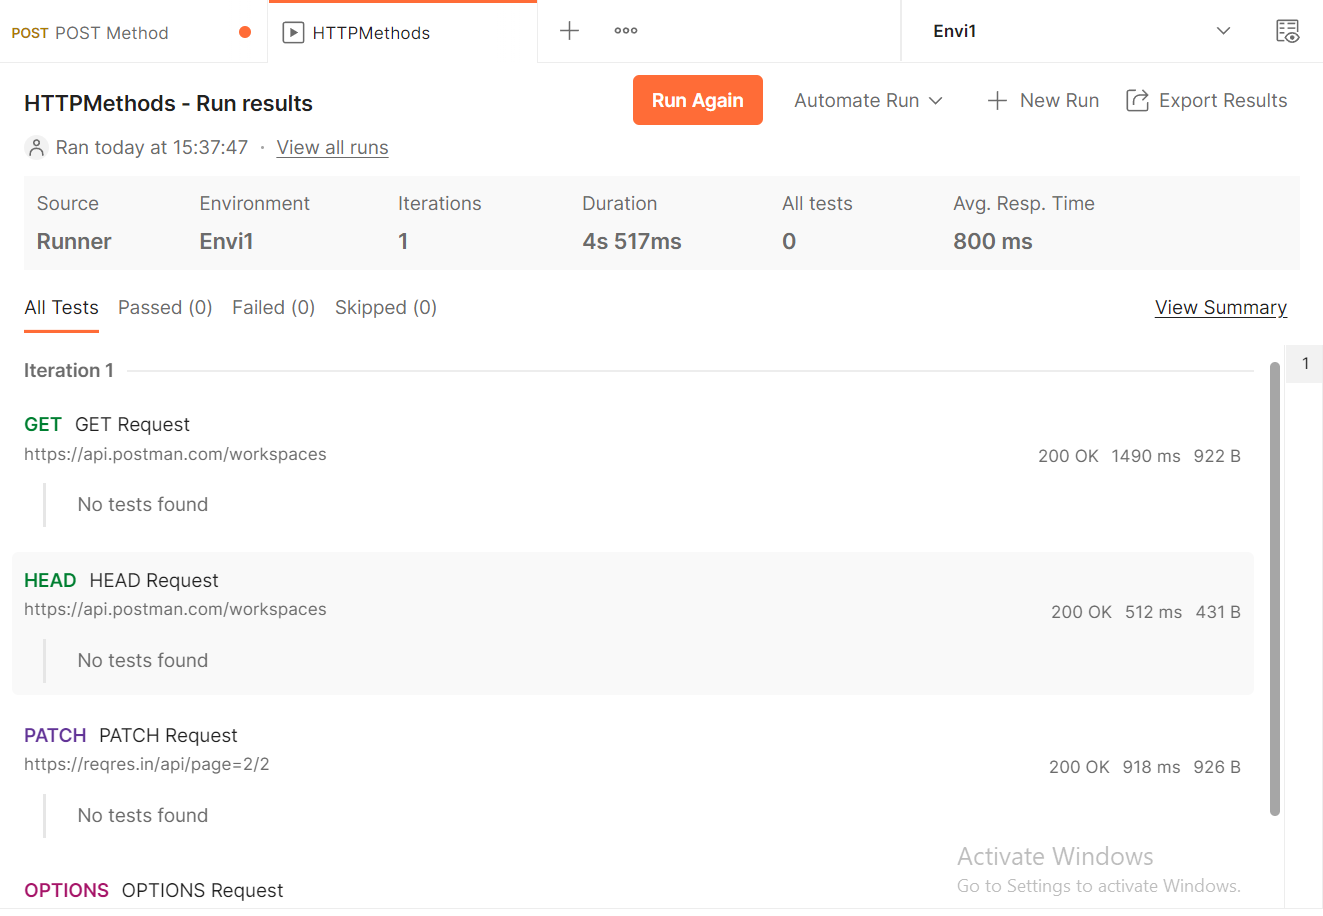 POST POST Method
HTTPMethods
Envi1
HTTPMethods - Run results
Run Again
Automate Run
New Run
Export Results
Ran today at 15:37:47 · View all runs
Source Environment Iterations Duration All tests Avg. Resp. Time
Runner Envi1 1 4s 517ms 0 800 ms
All Tests Passed (0) Failed (0) Skipped (0) View Summary
Iteration 1
1
GET GET Request
https://api.postman.com/workspaces
200 OK 1490 ms 922 B
No tests found
HEAD HEAD Request
https://api.postman.com/workspaces
200 OK 512 ms 431 B
No tests found
PATCH PATCH Request
https://reqres.in/api/page=2/2
200 OK 918 ms 926 B
No tests found
OPTIONS OPTIONS Request
Activate Windows
Go to Settings to activate Windows.